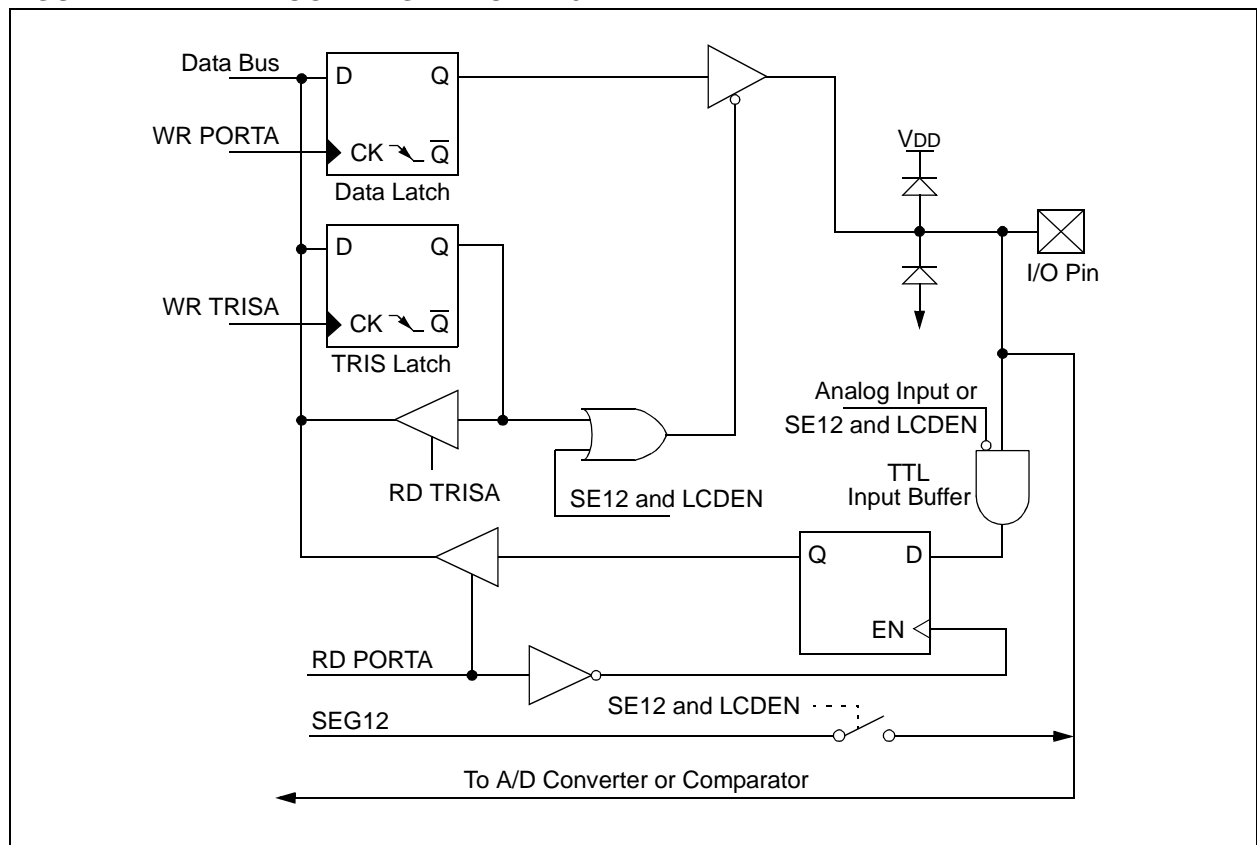 Data Bus
D Q
WR PORTA
CK Q
Data Latch
VDD
D Q
I/O Pin
WR TRISA
CK Q
TRIS Latch
Analog Input or
SE12 and LCDEN
RD TRISA
SE12 and LCDEN
TTL
Input Buffer
Q D
EN
RD PORTA
SE12 and LCDEN
SEG12
To A/D Converter or Comparator